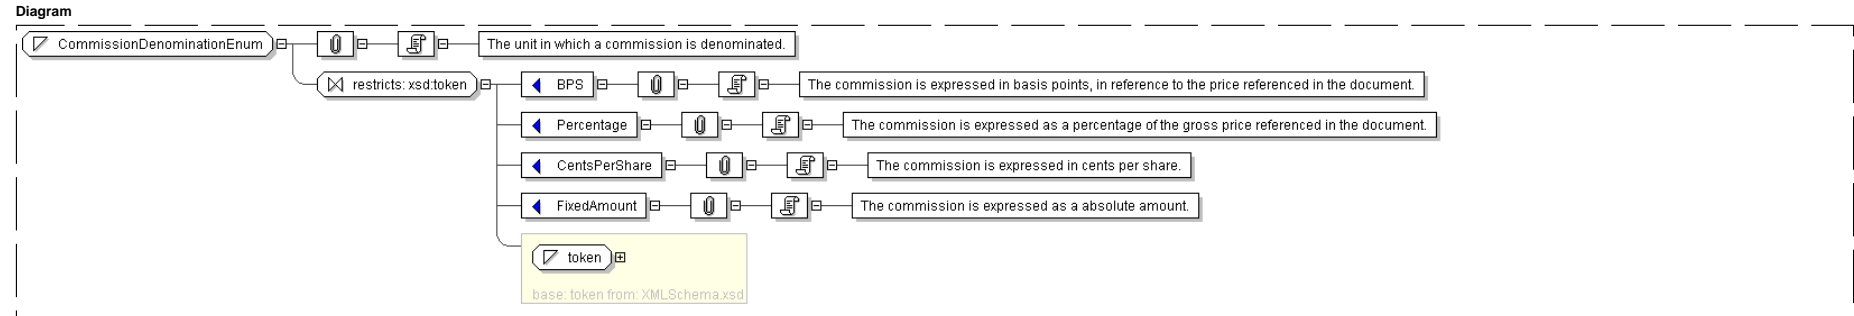 Diagram
CommissionDenominationEnum The unit in which a commission is denominated.
restricts: xsd:token BPS The commission is expressed in basis points, in reference to the price referenced in the document.
Percentage The commission is expressed as a percentage of the gross price referenced in the document.
CentsPerShare The commission is expressed in cents per share.
FixedAmount The commission is expressed as a absolute amount.
token
base: token from: XMLSchema.xsd